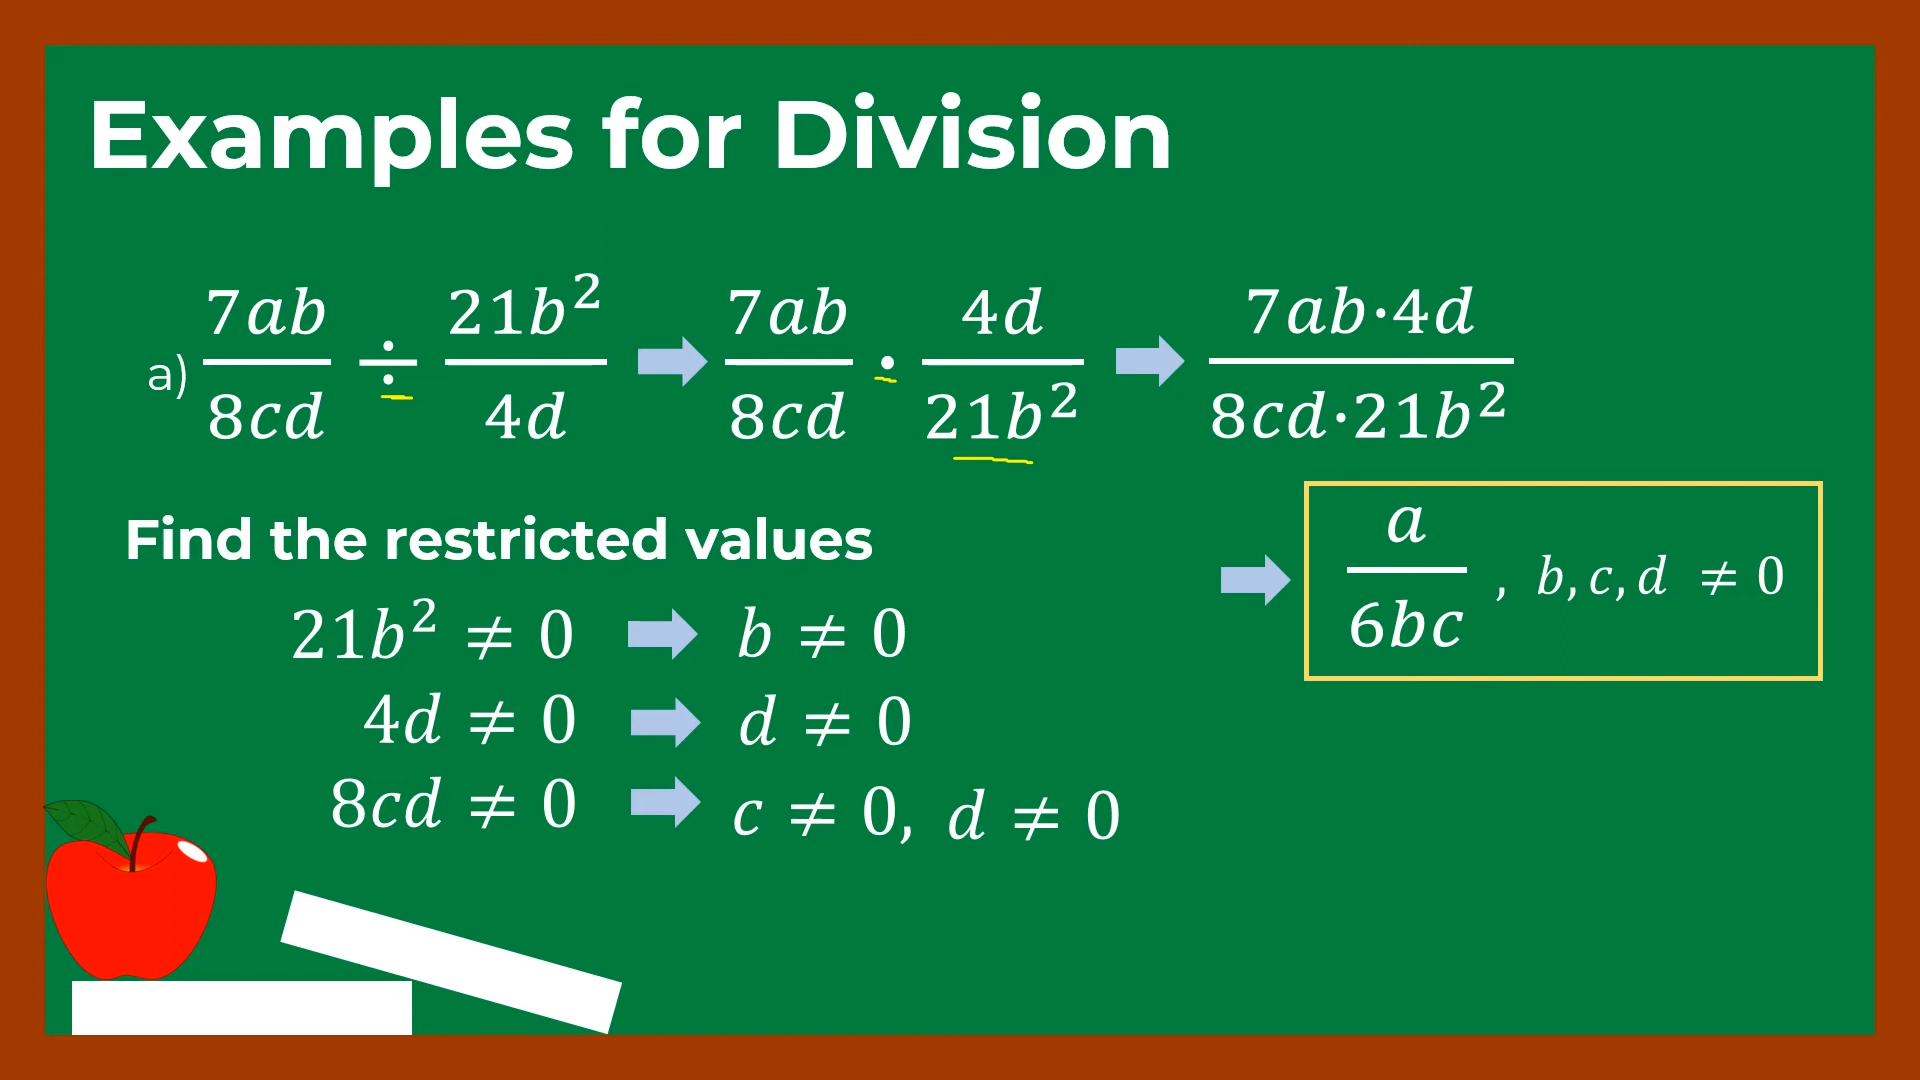 Examples for Division
a) 7ab/8cd ÷ 21b²/4d 7ab/8cd · 4d/21b² 7ab·4d/8cd·21b²
Find the restricted values
a/6bc , b, c, d ≠ 0
21b² ≠ 0 b ≠ 0
4d ≠ 0 d ≠ 0
8cd ≠ 0 c ≠ 0, d ≠ 0